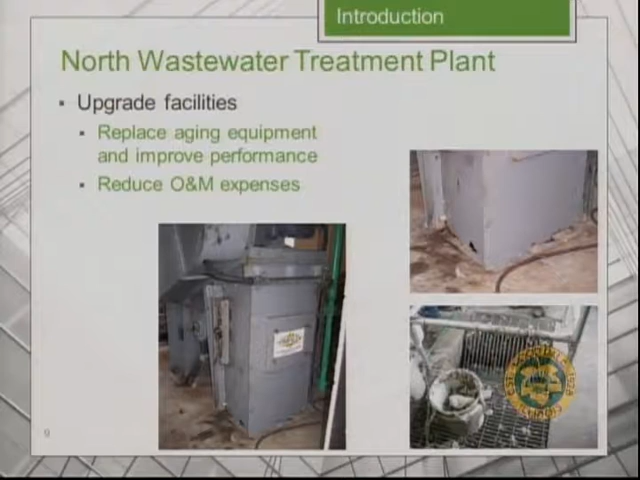 Introduction
North Wastewater Treatment Plant
▪ Upgrade facilities
▪ Replace aging equipment
and improve performance
▪ Reduce O&M expenses
9